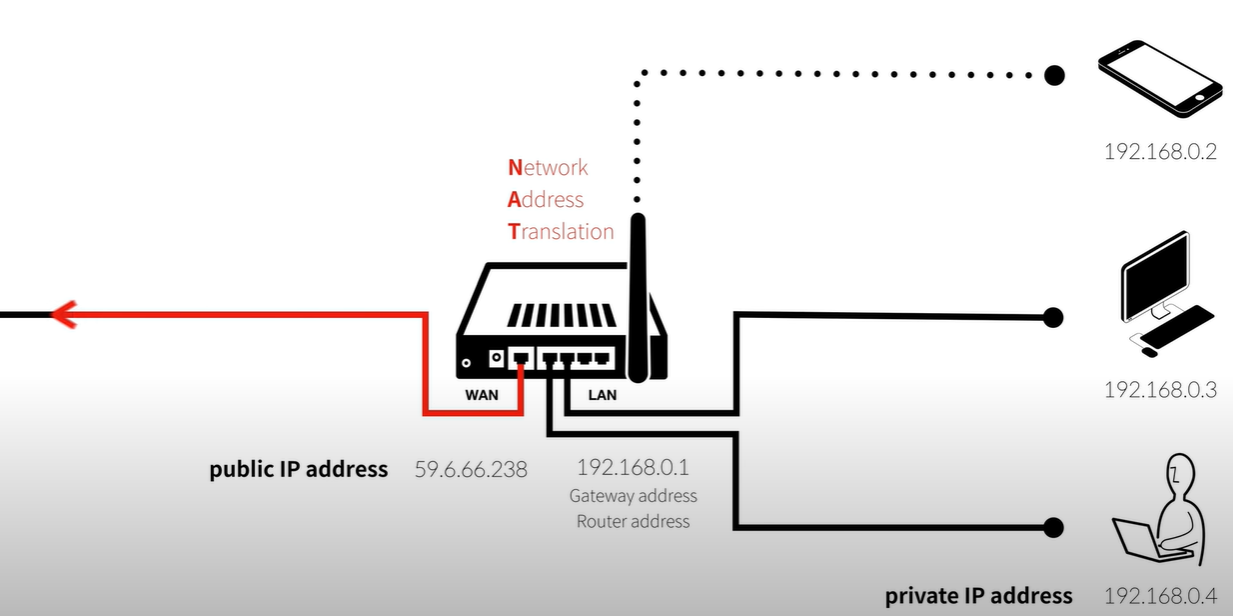 192.168.0.2
Network
Address
Translation
192.168.0.3
WAN
LAN
public IP address
59.6.66.238
192.168.0.1
Gateway address
Router address
private IP address
192.168.0.4